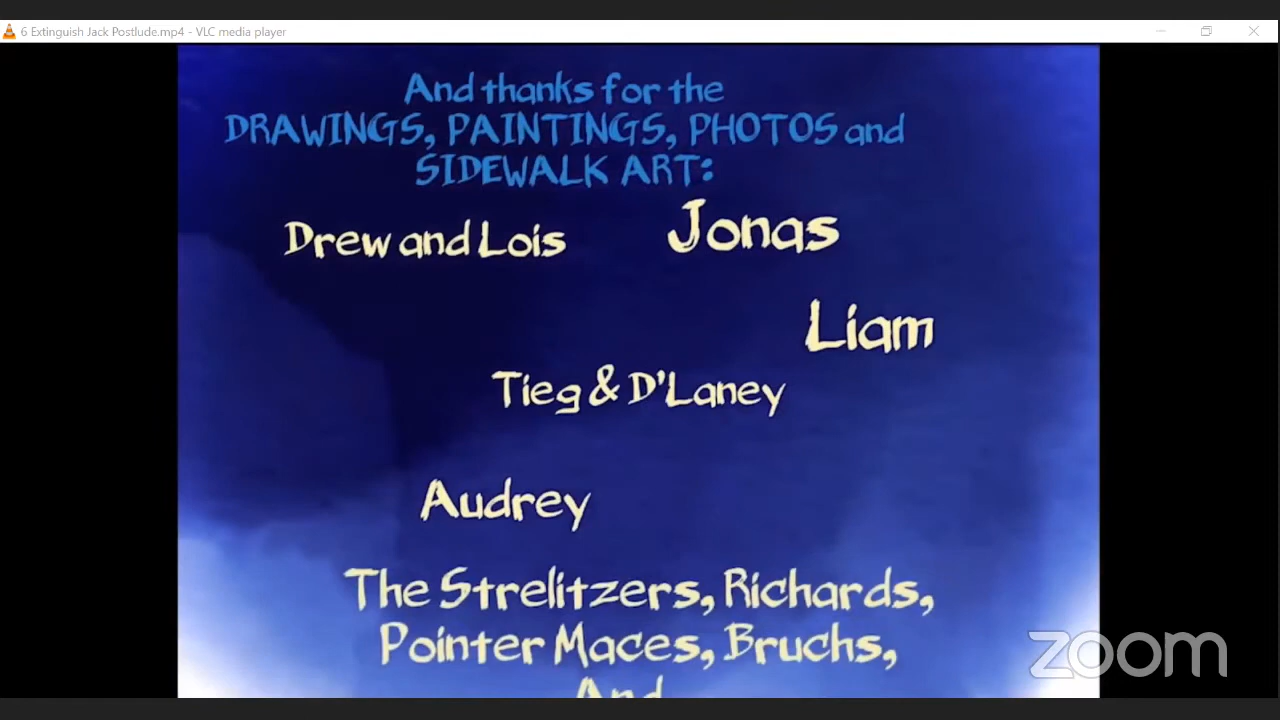 6 Extinguish Jack Postlude.mp4 - VLC media player
And thanks for the
DRAWINGS, PAINTINGS, PHOTOS and
SIDEWALK ART:
Drew and Lois
Jonas
Liam
Tieg & D'Laney
Audrey
The Strelitzers, Richards,
Pointer Maces, Bruchs,
And
zoom